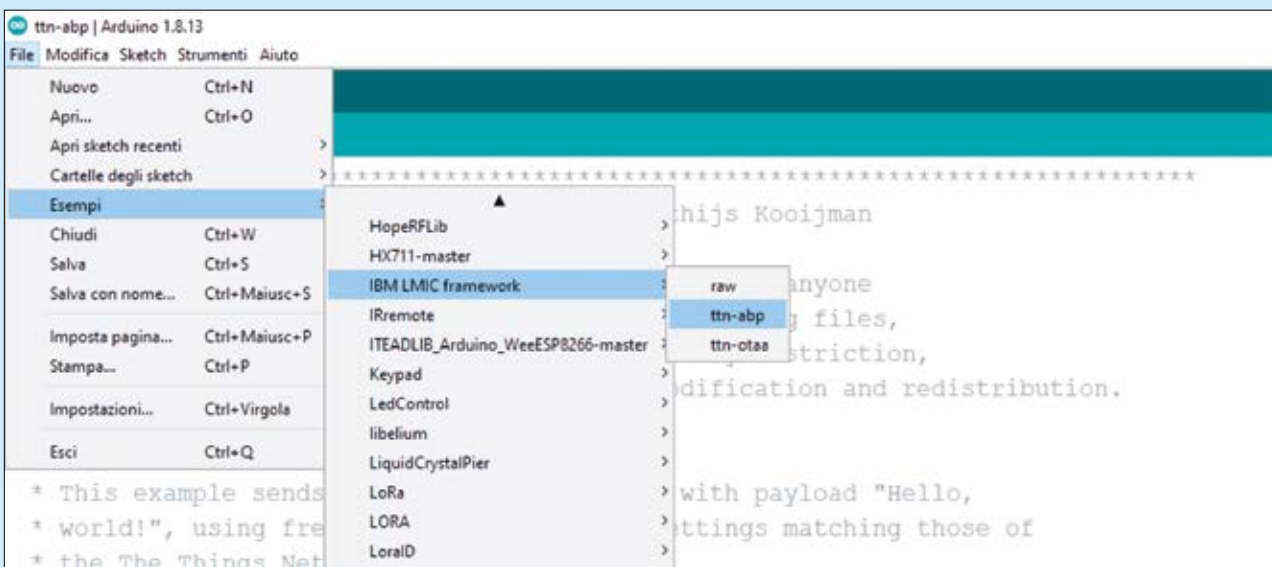 ttn-abp | Arduino 1.8.13
File Modifica Sketch Strumenti Aiuto
Nuovo Ctrl+N
Apri... Ctrl+O
Apri sketch recenti >
Cartelle degli sketch >
Esempi
Chiudi Ctrl+W
Salva Ctrl+S
Salva con nome... Ctrl+Maiusc+S
Imposta pagina... Ctrl+Maiusc+P
Stampa... Ctrl+P
Impostazioni... Ctrl+Virgola
Esci Ctrl+Q
▲
HopeRFLib >
HX711-master >
IBM LMIC framework
IRremote
ITEADLIB_Arduino_WeeESP8266-master
Keypad >
LedControl >
libelium >
LiquidCrystalPier >
LoRa >
LORA >
LoraID >
raw
ttn-abp
ttn-otaa
hijs Kooijman
anyone
g files,
striction,
dification and redistribution.
* This example sends with payload "Hello,
* world!", using fre ttings matching those of
* the The Things Net